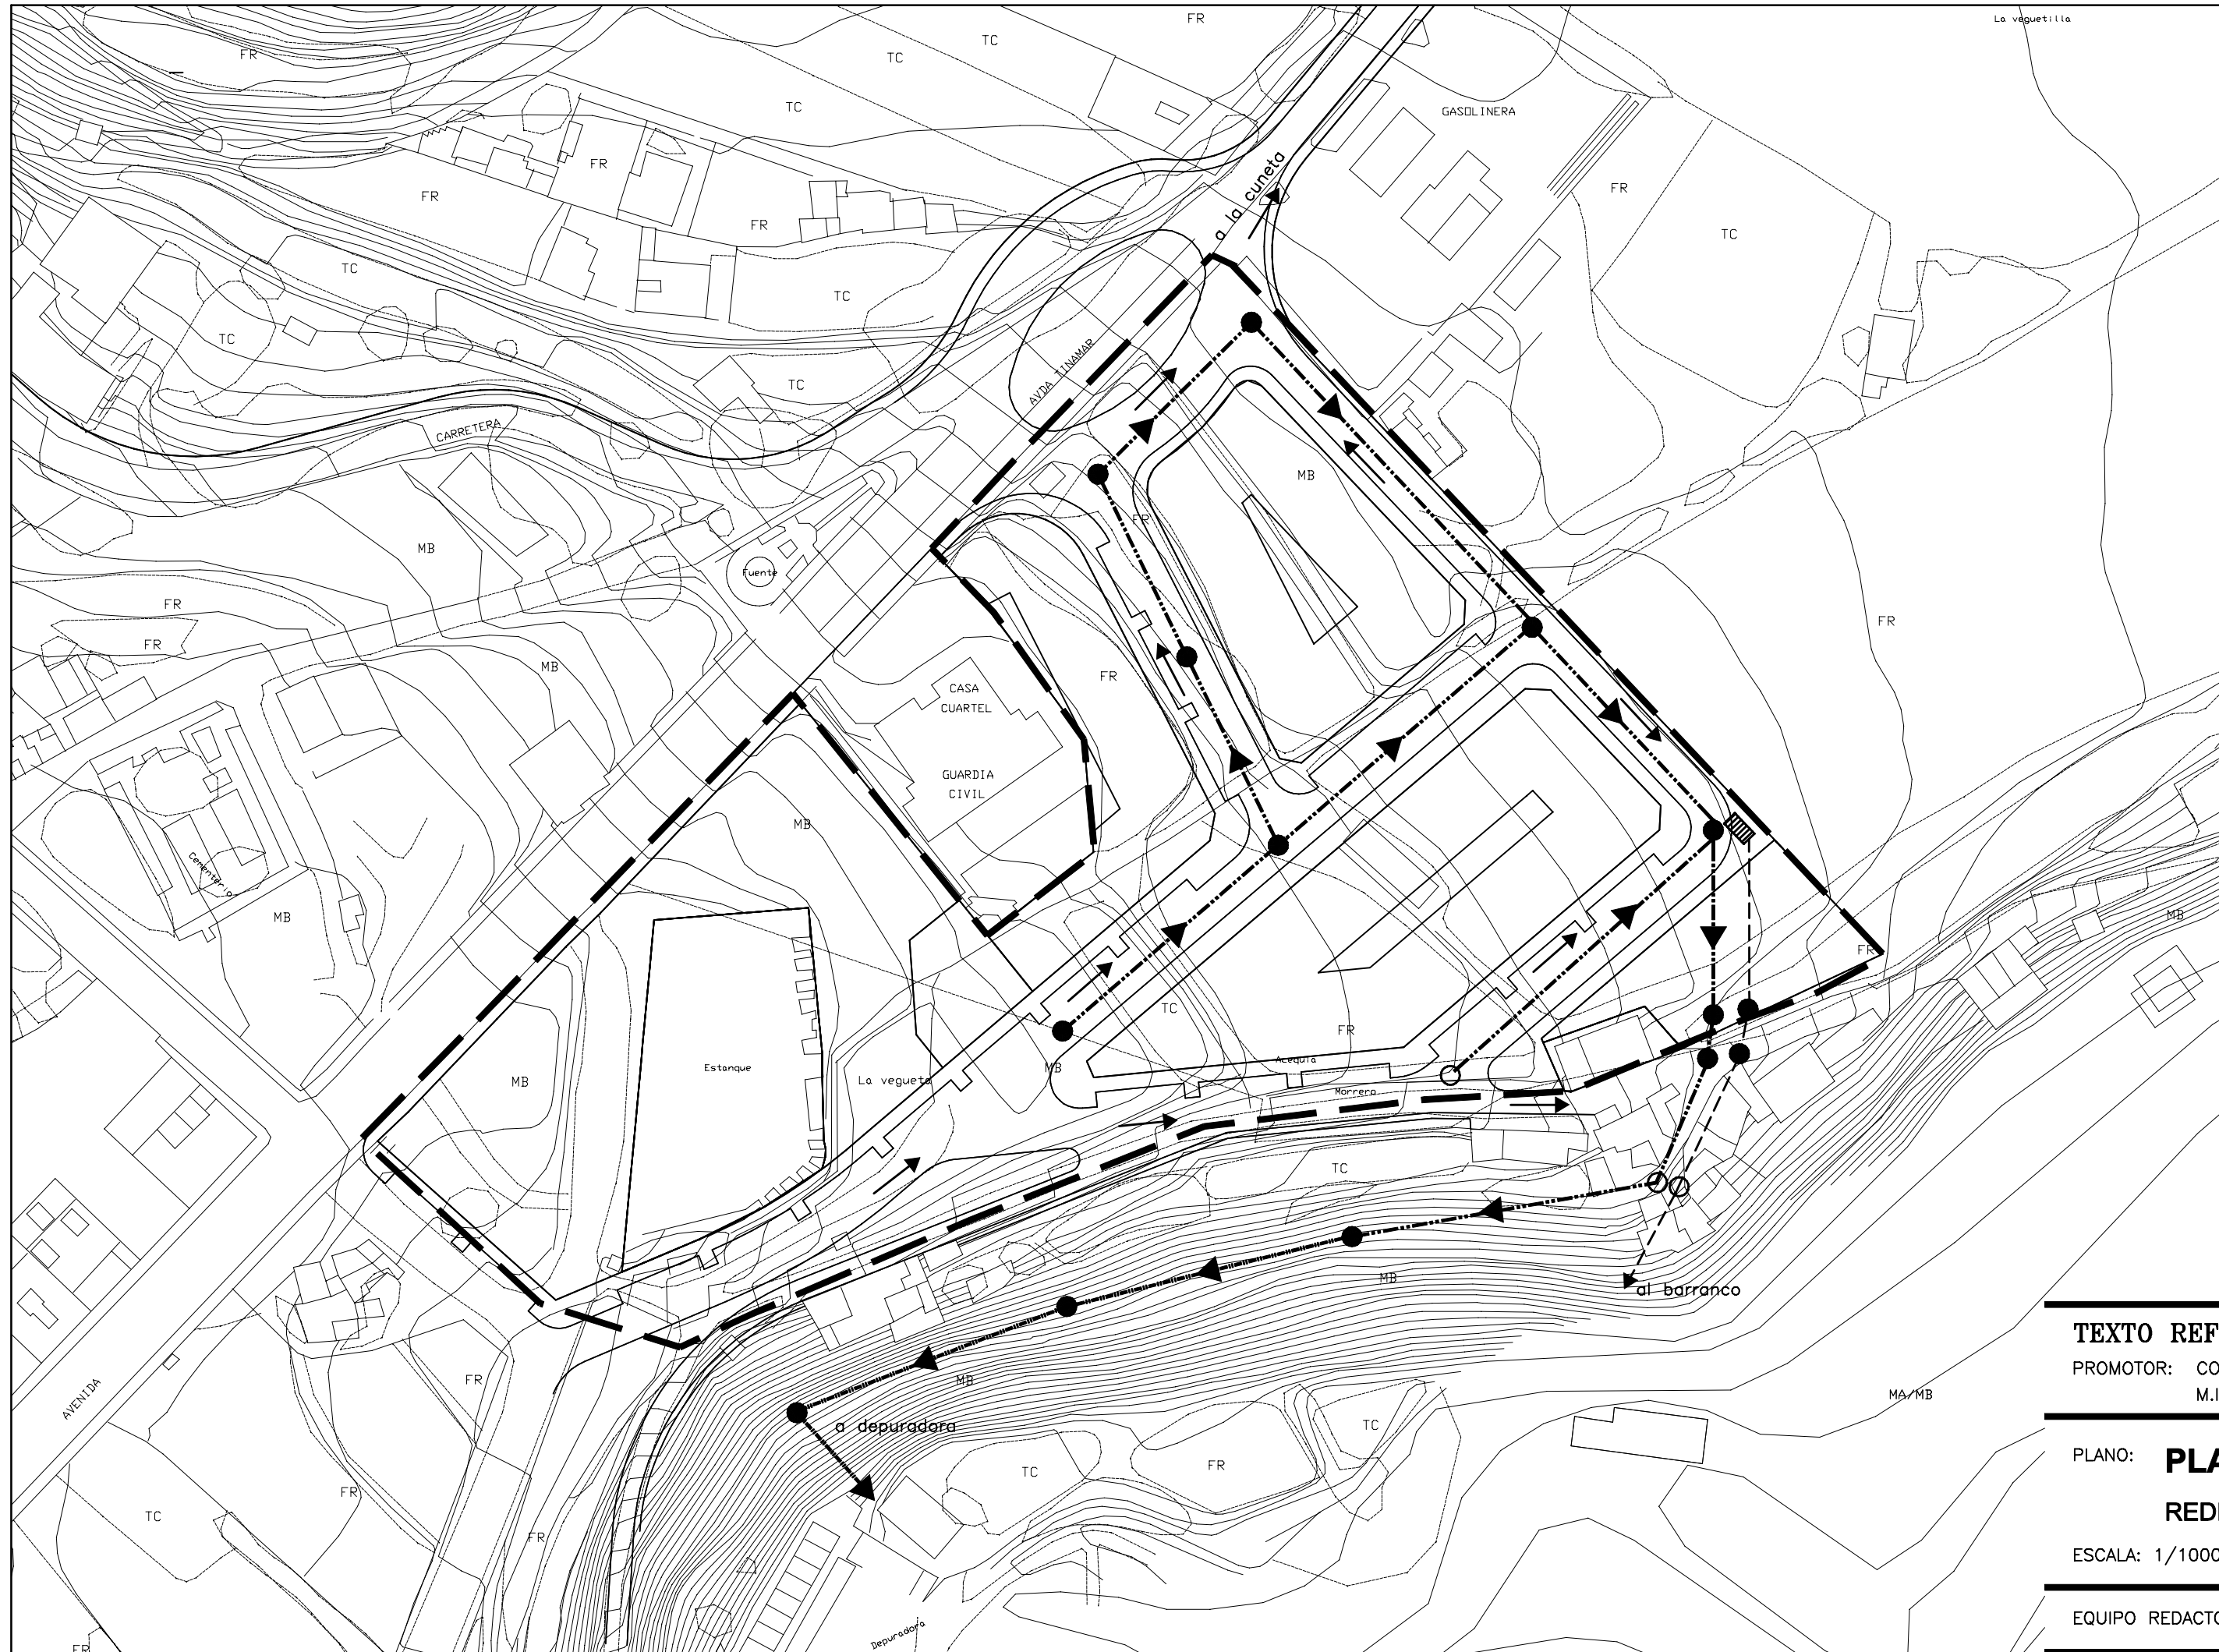 FR
La veguetilla
TC
TC
FR
TC
GASOLINERA
FR
FR
FR
FR
TC
TC
TC
TC
a la cuneta
AVDA TINAMAR
TC
CARRETERA
MB
FR
MB
Fuente
FR
FR
FR
MB
FR
CASA
CUARTEL
GUARDIA
CIVIL
MB
Cementerio
MB
MB
FR
TC
FR
Acequia
Estanque
La vegueta
MB
MB
Morrero
TC
MB
al barranco
AVENIDA
FR
MB
a depuradora
TC
MA/MB
TC
FR
FR
TC
FR
Depuradora
FR
TEXTO REF
PROMOTOR: CO
M.I
PLANO: PLA
RED
ESCALA: 1/1000
EQUIPO REDACTO